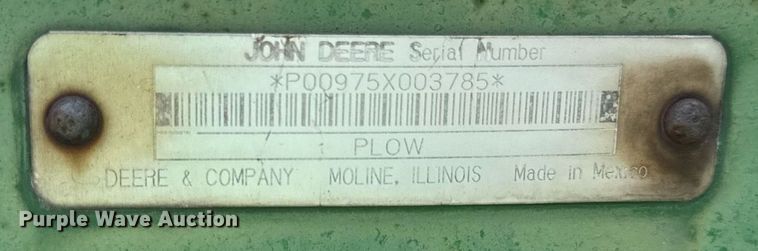 JOHN DEERE Serial Number
*P00975X003785*
PLOW
DEERE & COMPANY MOLINE, ILLINOIS Made in Mexico
Purple Wave Auction